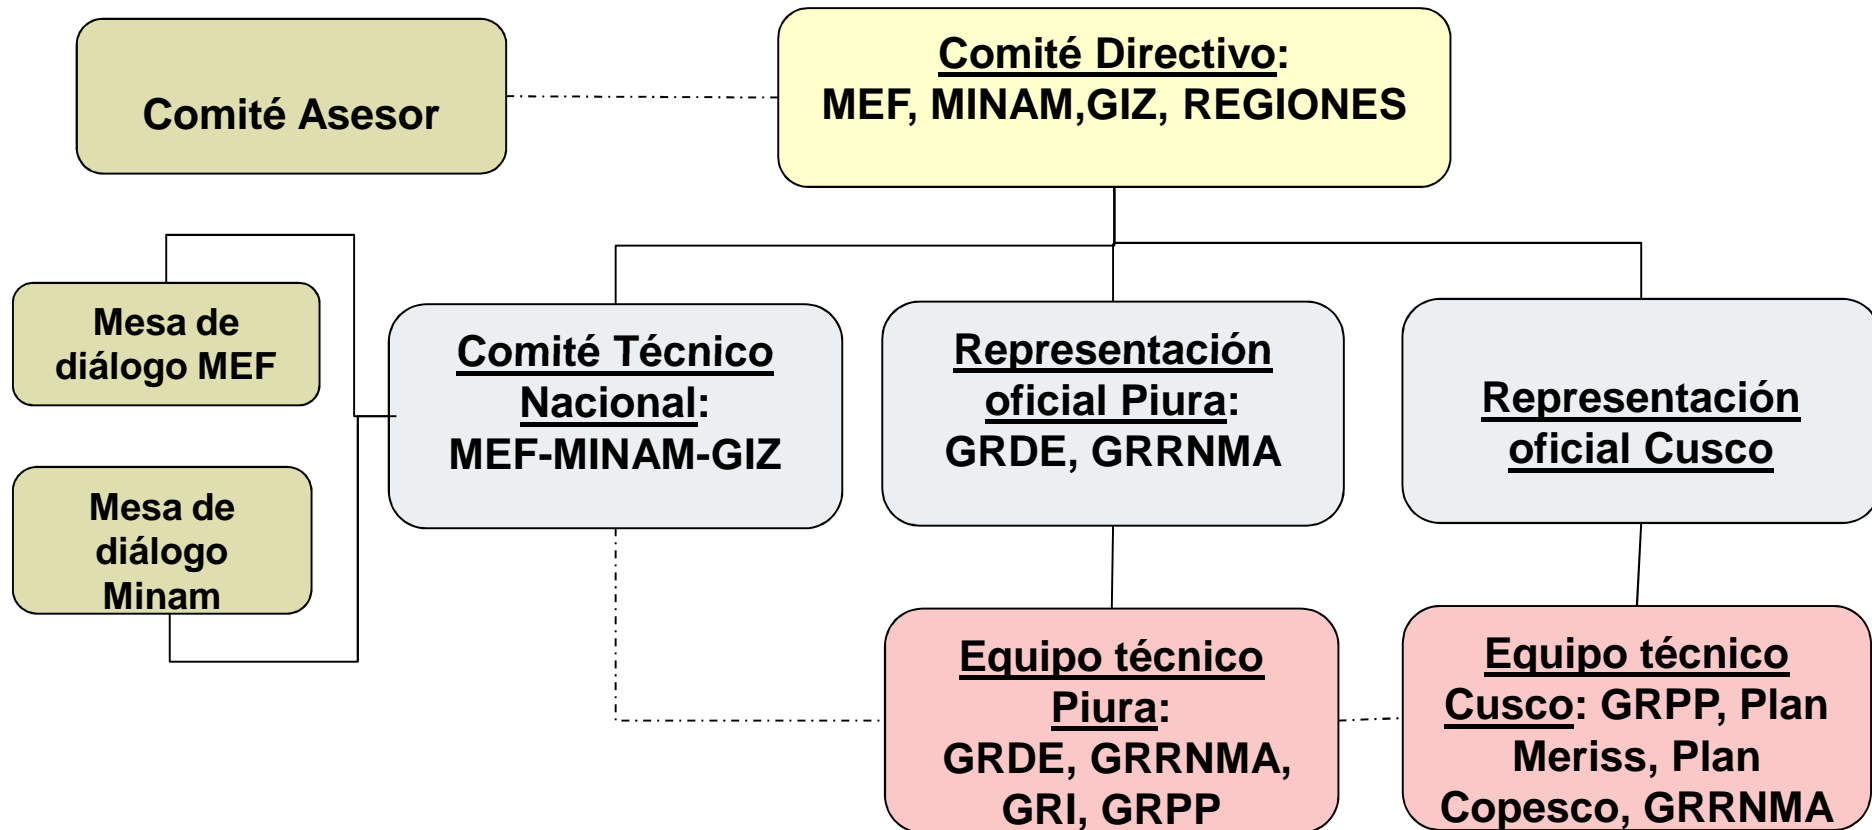 Comité Asesor
Comité Directivo:
MEF, MINAM,GIZ, REGIONES
Mesa de
diálogo MEF
Mesa de
diálogo
Minam
Comité Técnico
Nacional:
MEF-MINAM-GIZ
Representación
oficial Piura:
GRDE, GRRNMA
Representación
oficial Cusco
Equipo técnico
Piura:
GRDE, GRRNMA,
GRI, GRPP
Equipo técnico
Cusco: GRPP, Plan
Meriss, Plan
Copesco, GRRNMA